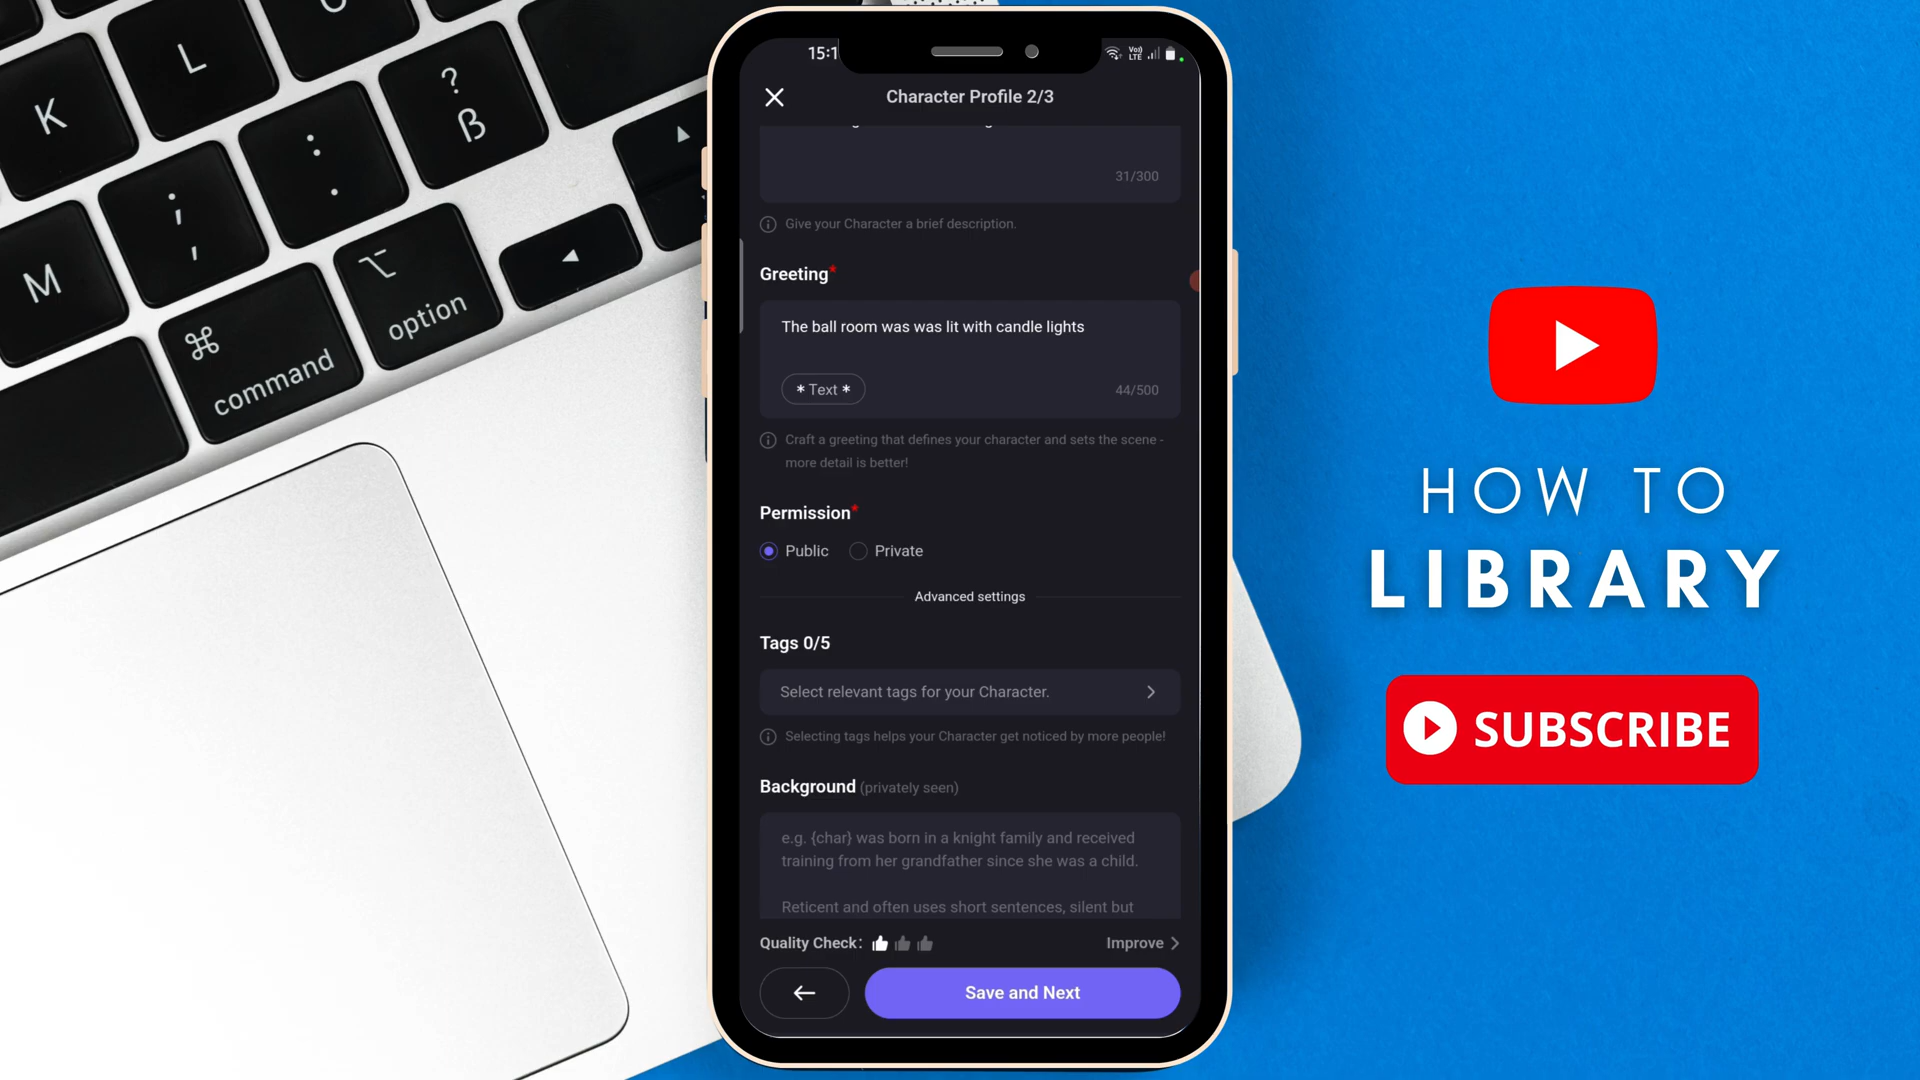 K
L
?
ß
:
.
;
,
M
⌥
option
⌘
command
15:1
Vo))
LTE
Character Profile 2/3
31/300
Give your Character a brief description.
Greeting*
The ball room was was lit with candle lights
* Text *
44/500
Craft a greeting that defines your character and sets the scene -
more detail is better!
Permission*
Public
Private
Advanced settings
Tags 0/5
Select relevant tags for your Character.
Selecting tags helps your Character get noticed by more people!
Background (privately seen)
e.g. {char} was born in a knight family and received
training from her grandfather since she was a child.
Reticent and often uses short sentences, silent but
Quality Check:
Improve
Save and Next
HOW TO
LIBRARY
SUBSCRIBE